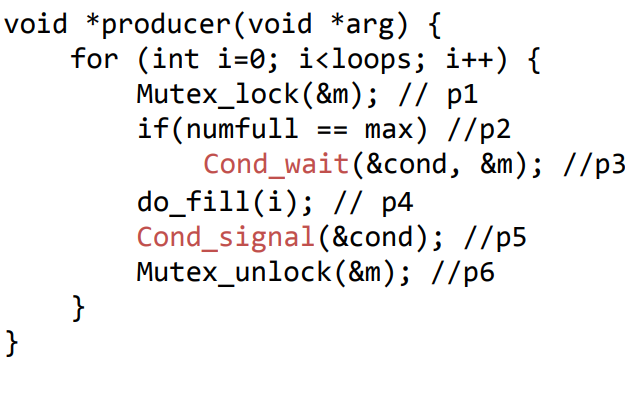 void *producer(void *arg) {
    for (int i=0; i<loops; i++) {
        Mutex_lock(&m); // p1
        if(numfull == max) //p2
            Cond_wait(&cond, &m); //p3
        do_fill(i); // p4
        Cond_signal(&cond); //p5
        Mutex_unlock(&m); //p6
    }
}